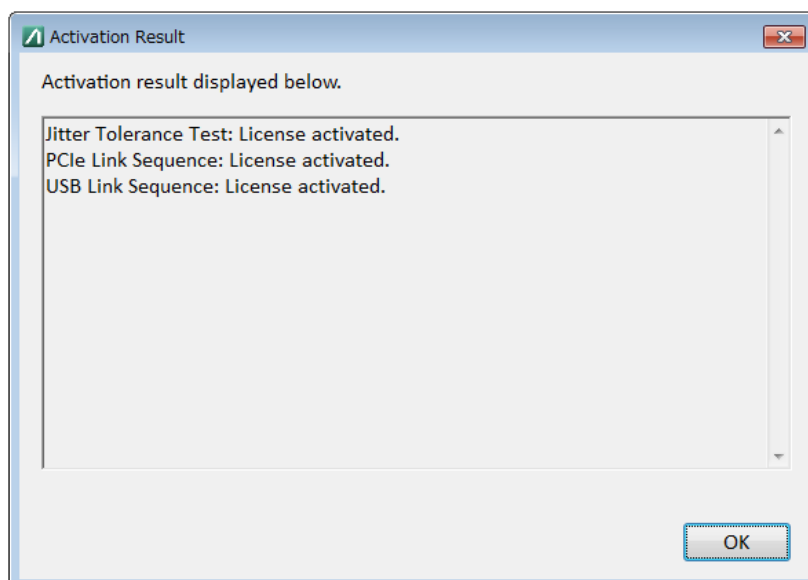 Activation Result
Activation result displayed below.
Jitter Tolerance Test: License activated.
PCIe Link Sequence: License activated.
USB Link Sequence: License activated.
OK